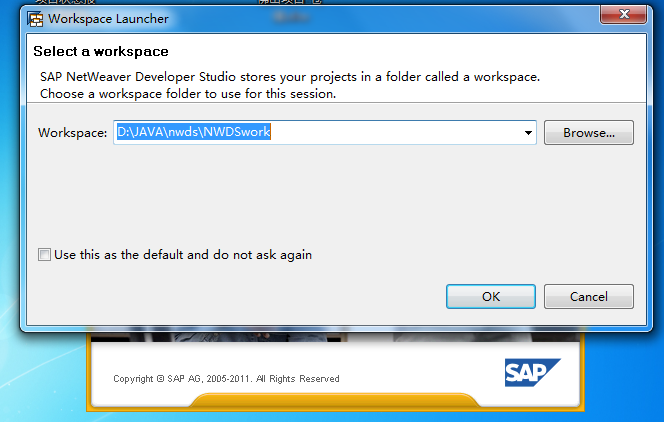 Workspace Launcher
Select a workspace
SAP NetWeaver Developer Studio stores your projects in a folder called a workspace.
Choose a workspace folder to use for this session.
Workspace: D:\JAVA\nwds\NWDSwork Browse...
Use this as the default and do not ask again
OK Cancel
SAP
Copyright © SAP AG, 2005-2011. All Rights Reserved